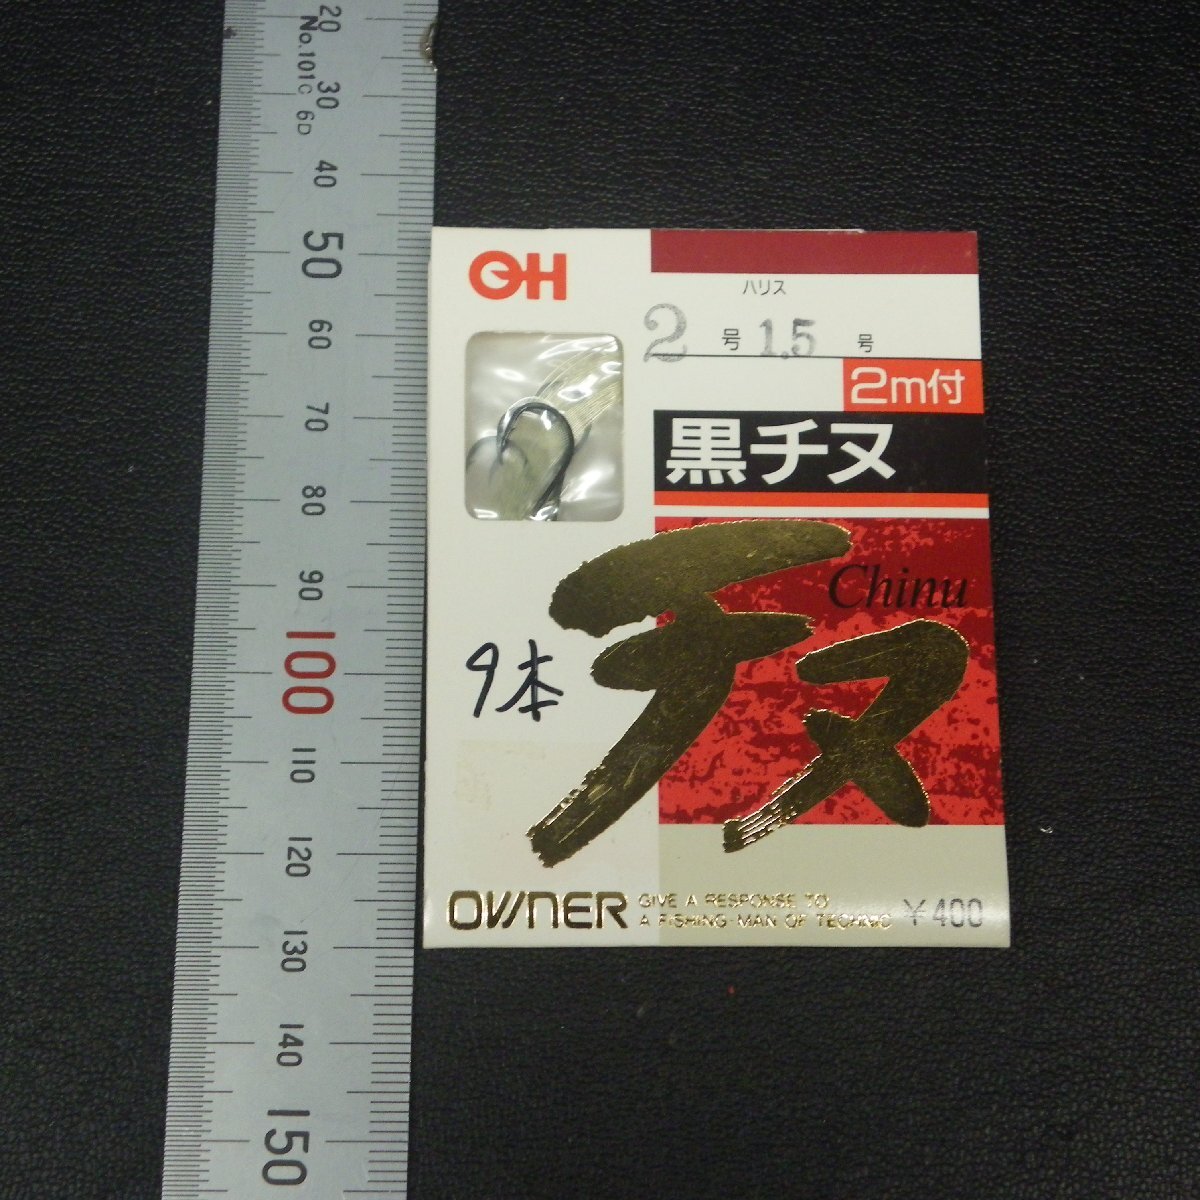 20
No.101C 6D
30
40
50
60
70
80
90
100
110
120
130
140
150
OH
ハリス
2号 1.5号
2m付
黒チヌ
Chinu
チヌ
9本
OWNER
GIVE A RESPONSE TO
A FISHING-MAN OF TECHNIC
¥400